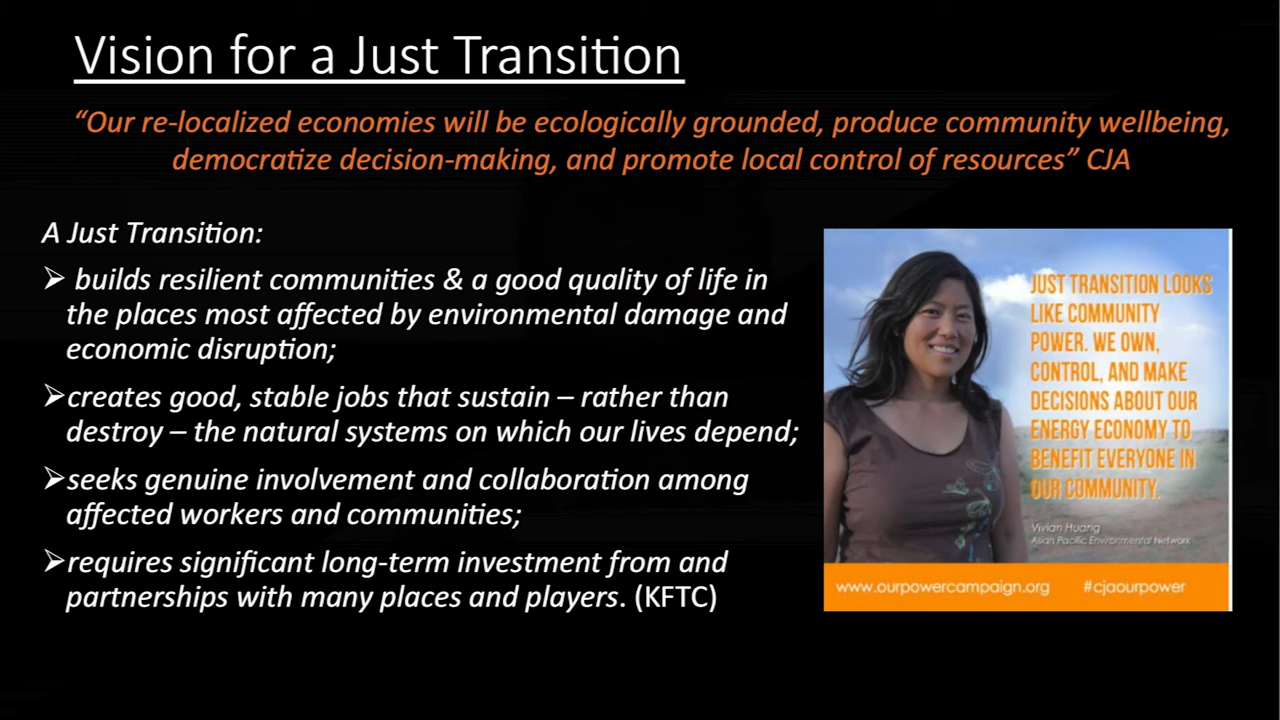 Vision for a Just Transition
“Our re-localized economies will be ecologically grounded, produce community wellbeing,
democratize decision-making, and promote local control of resources” CJA
A Just Transition:
➢ builds resilient communities & a good quality of life in
the places most affected by environmental damage and
economic disruption;
➢creates good, stable jobs that sustain – rather than
destroy – the natural systems on which our lives depend;
➢seeks genuine involvement and collaboration among
affected workers and communities;
➢requires significant long-term investment from and
partnerships with many places and players. (KFTC)
JUST TRANSITION LOOKS
LIKE COMMUNITY
POWER. WE OWN,
CONTROL, AND MAKE
DECISIONS ABOUT OUR
ENERGY ECONOMY TO
BENEFIT EVERYONE IN
OUR COMMUNITY.
Vivian Huang
Asian Pacific Environmental Network
www.ourpowercampaign.org #cjaourpower